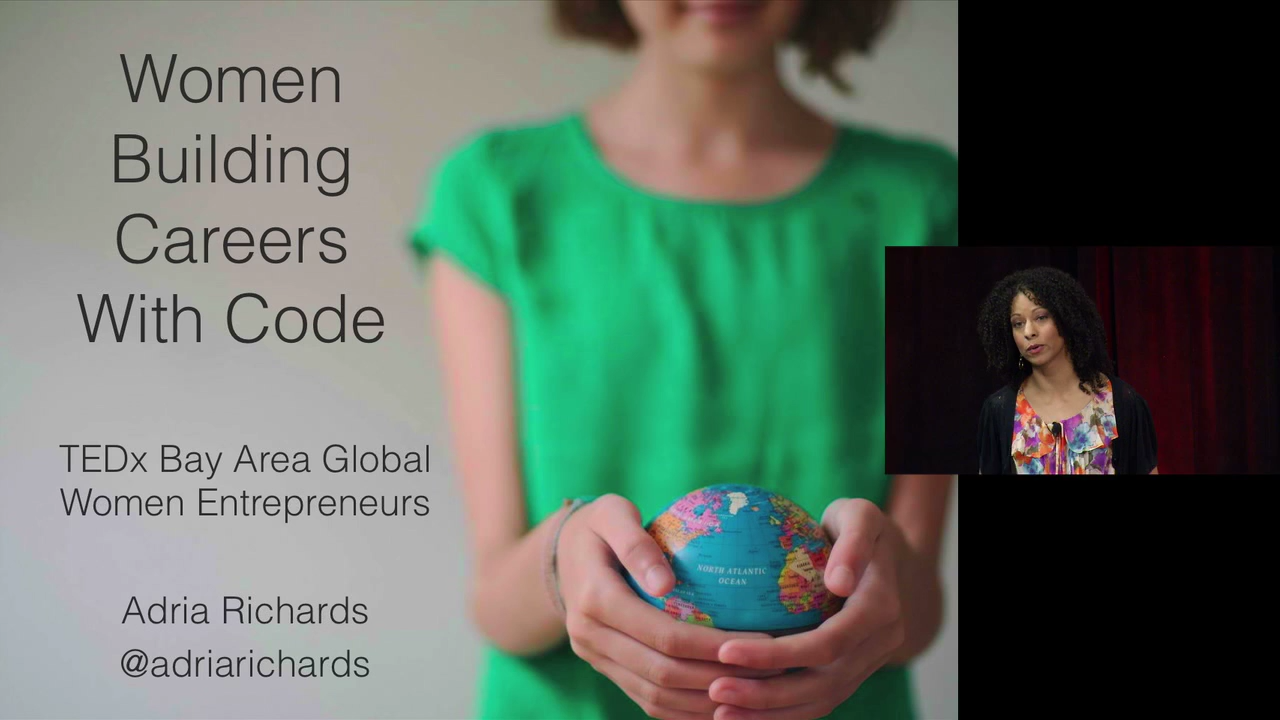 Women
Building
Careers
With Code
TEDx Bay Area Global
Women Entrepreneurs
Adria Richards
@adriarichards
NORTH ATLANTIC
OCEAN